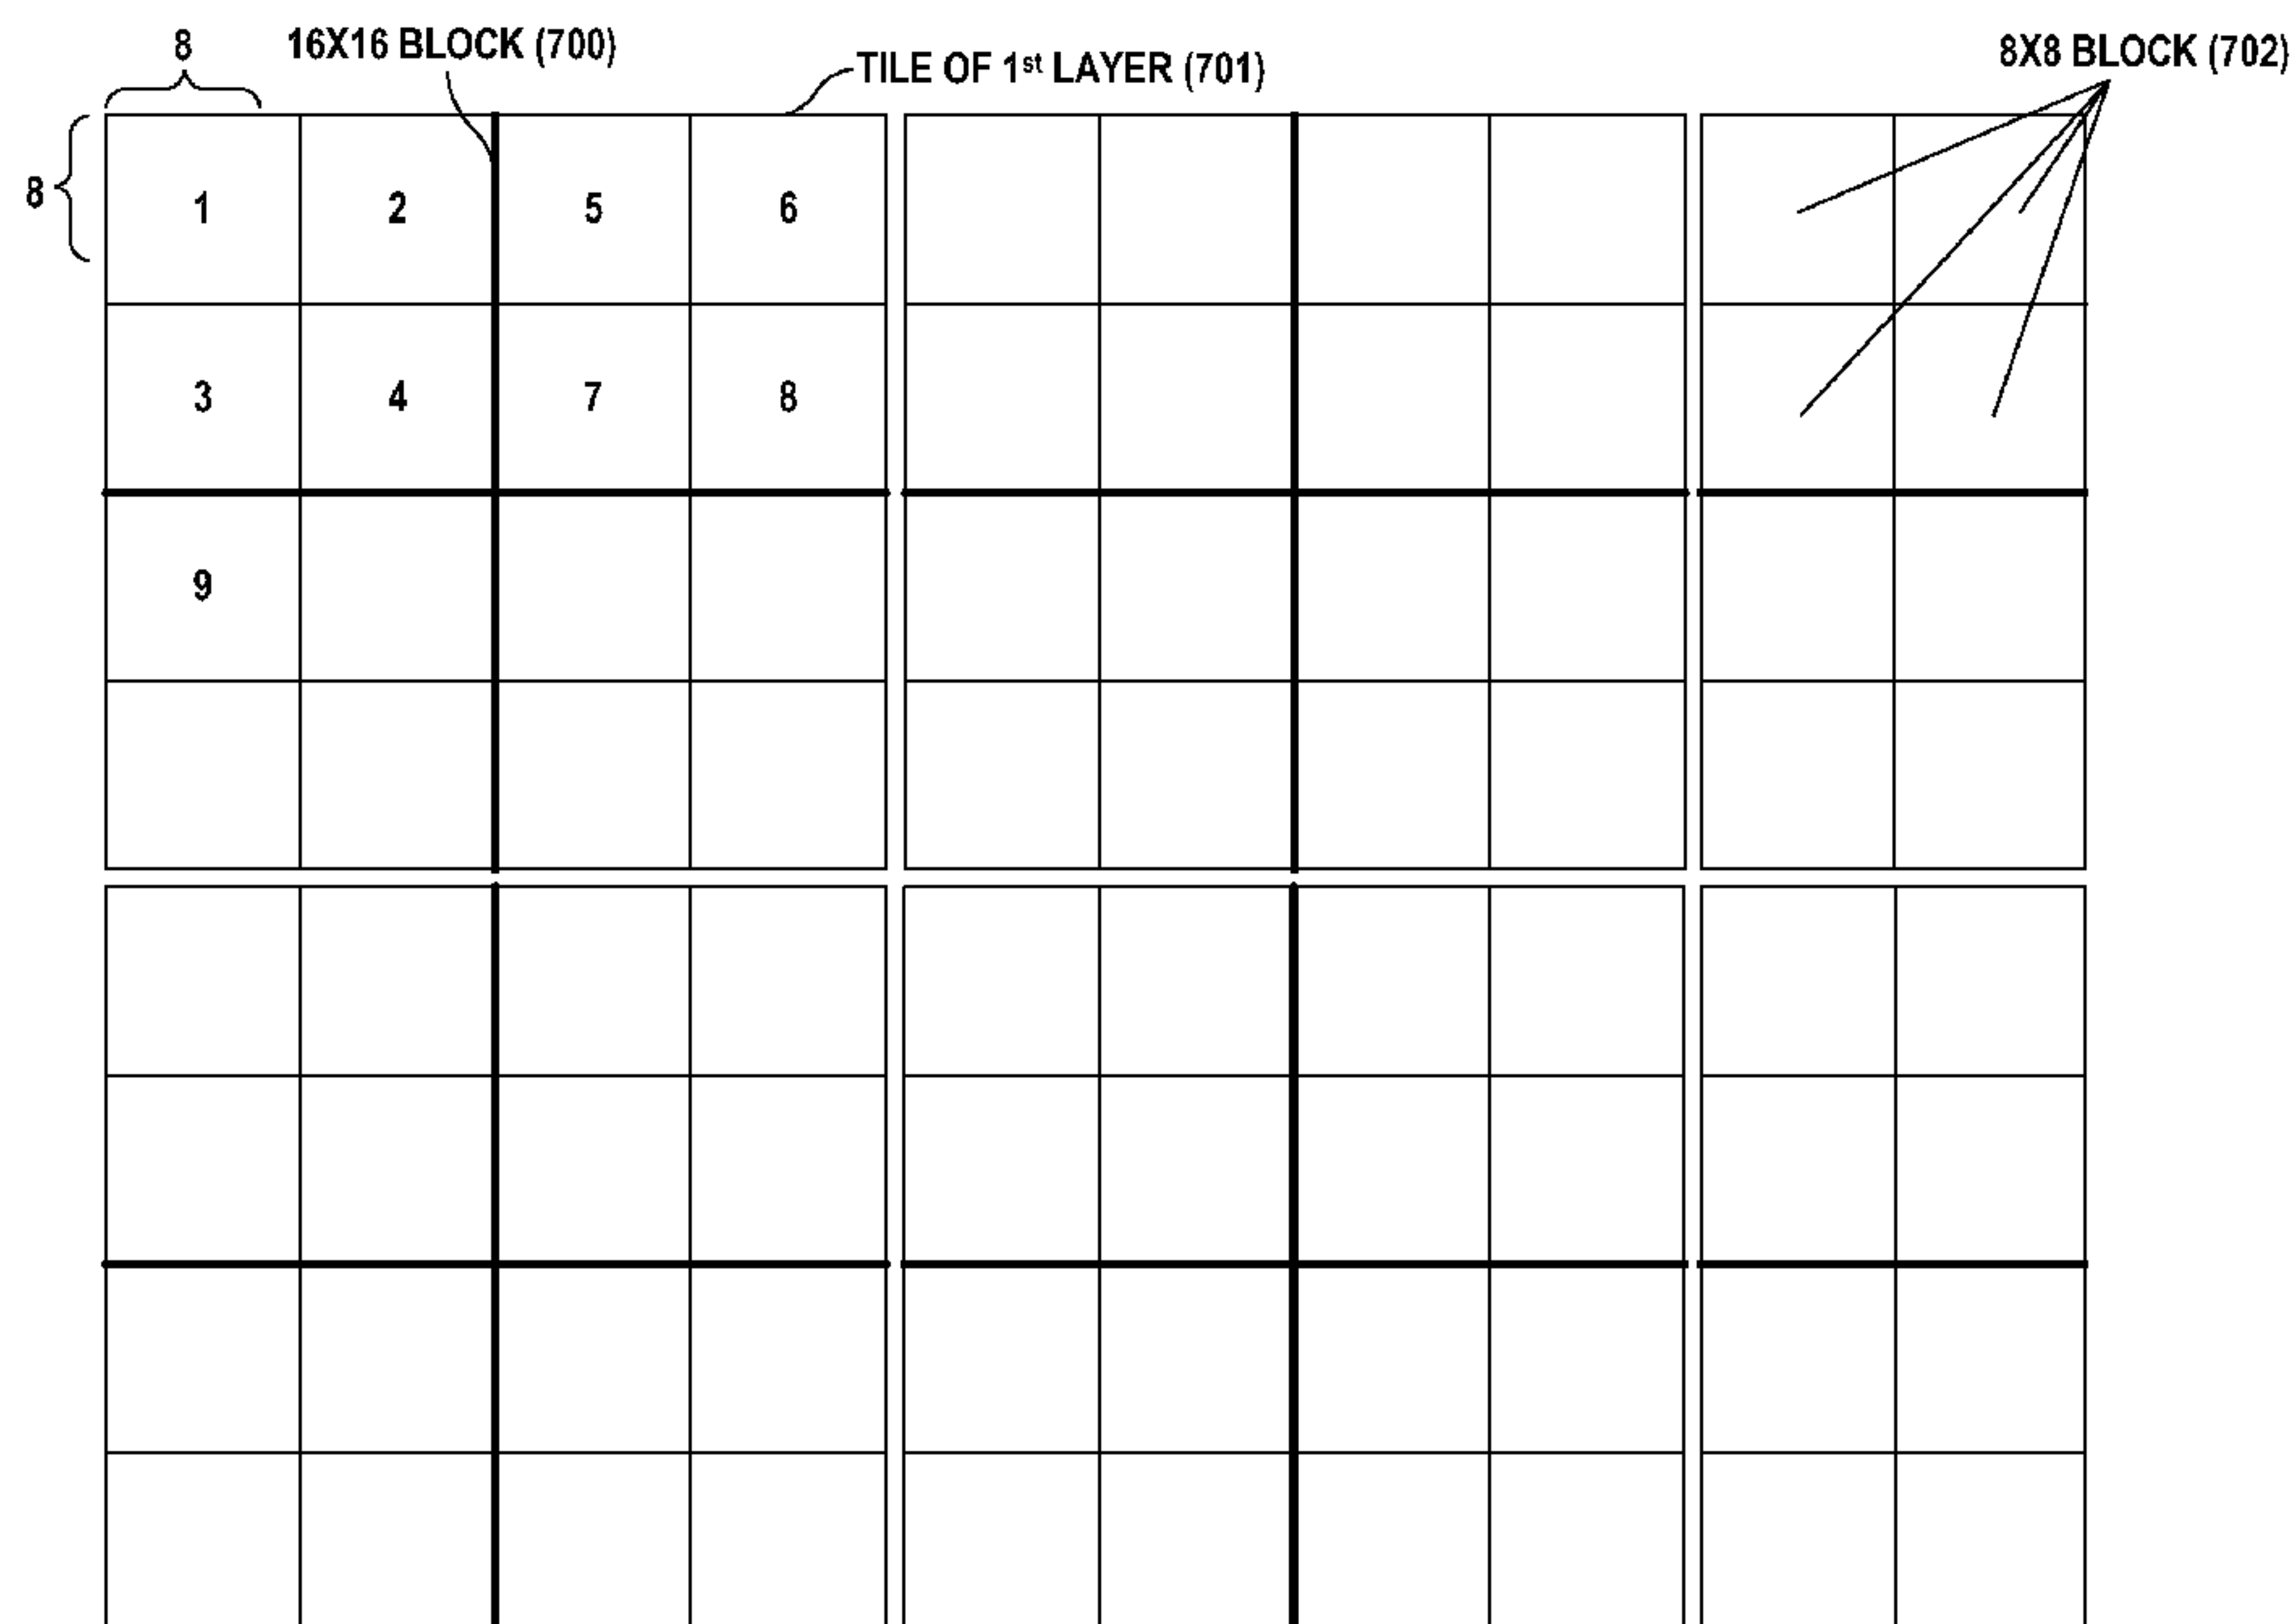 8
16X16 BLOCK (700)
TILE OF 1st LAYER (701)
8X8 BLOCK (702)
8
1 2 5 6
3 4 7 8
9